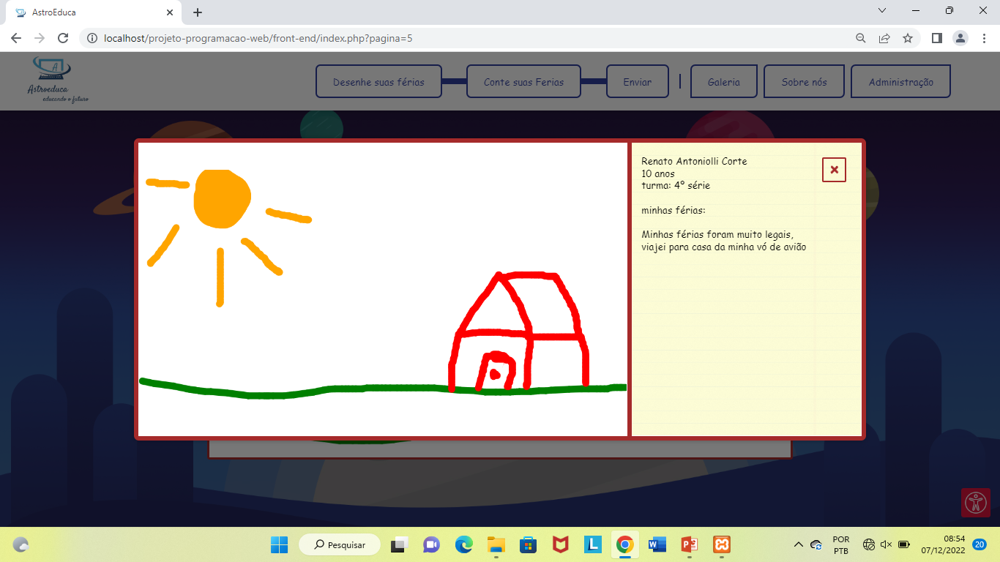 AstroEduca
localhost/projeto-programacao-web/front-end/index.php?pagina=5
A
Astroeduca
educando o futuro
Desenhe suas férias
Conte suas Ferias
Enviar
Galeria
Sobre nós
Administração
Renato Antoniolli Corte
10 anos
turma: 4º série
minhas férias:
Minhas férias foram muito legais,
viajei para casa da minha vó de avião
Pesquisar
L
W
P
POR
PTB
08:54
07/12/2022
20